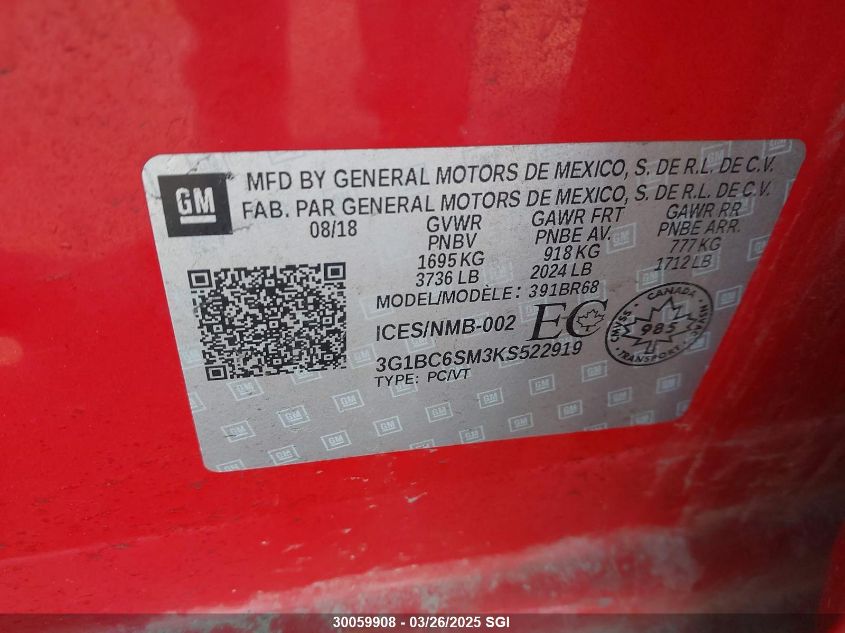 GM
MFD BY GENERAL MOTORS DE MEXICO, S. DE R.L. DE C.V.
FAB. PAR GENERAL MOTORS DE MEXICO, S. DE R.L. DE C.V.
08/18 GVWR GAWR FRT GAWR RR
PNBV PNBE AV. PNBE ARR.
1695 KG 918 KG 777 KG
3736 LB 2024 LB 1712 LB
MODEL/MODÈLE: 391BR68
ICES/NMB-002 EC
CANADA
985
TRANSPORT
3G1BC6SM3KS522919
TYPE: PC/VT
30059908 - 03/26/2025 SGI